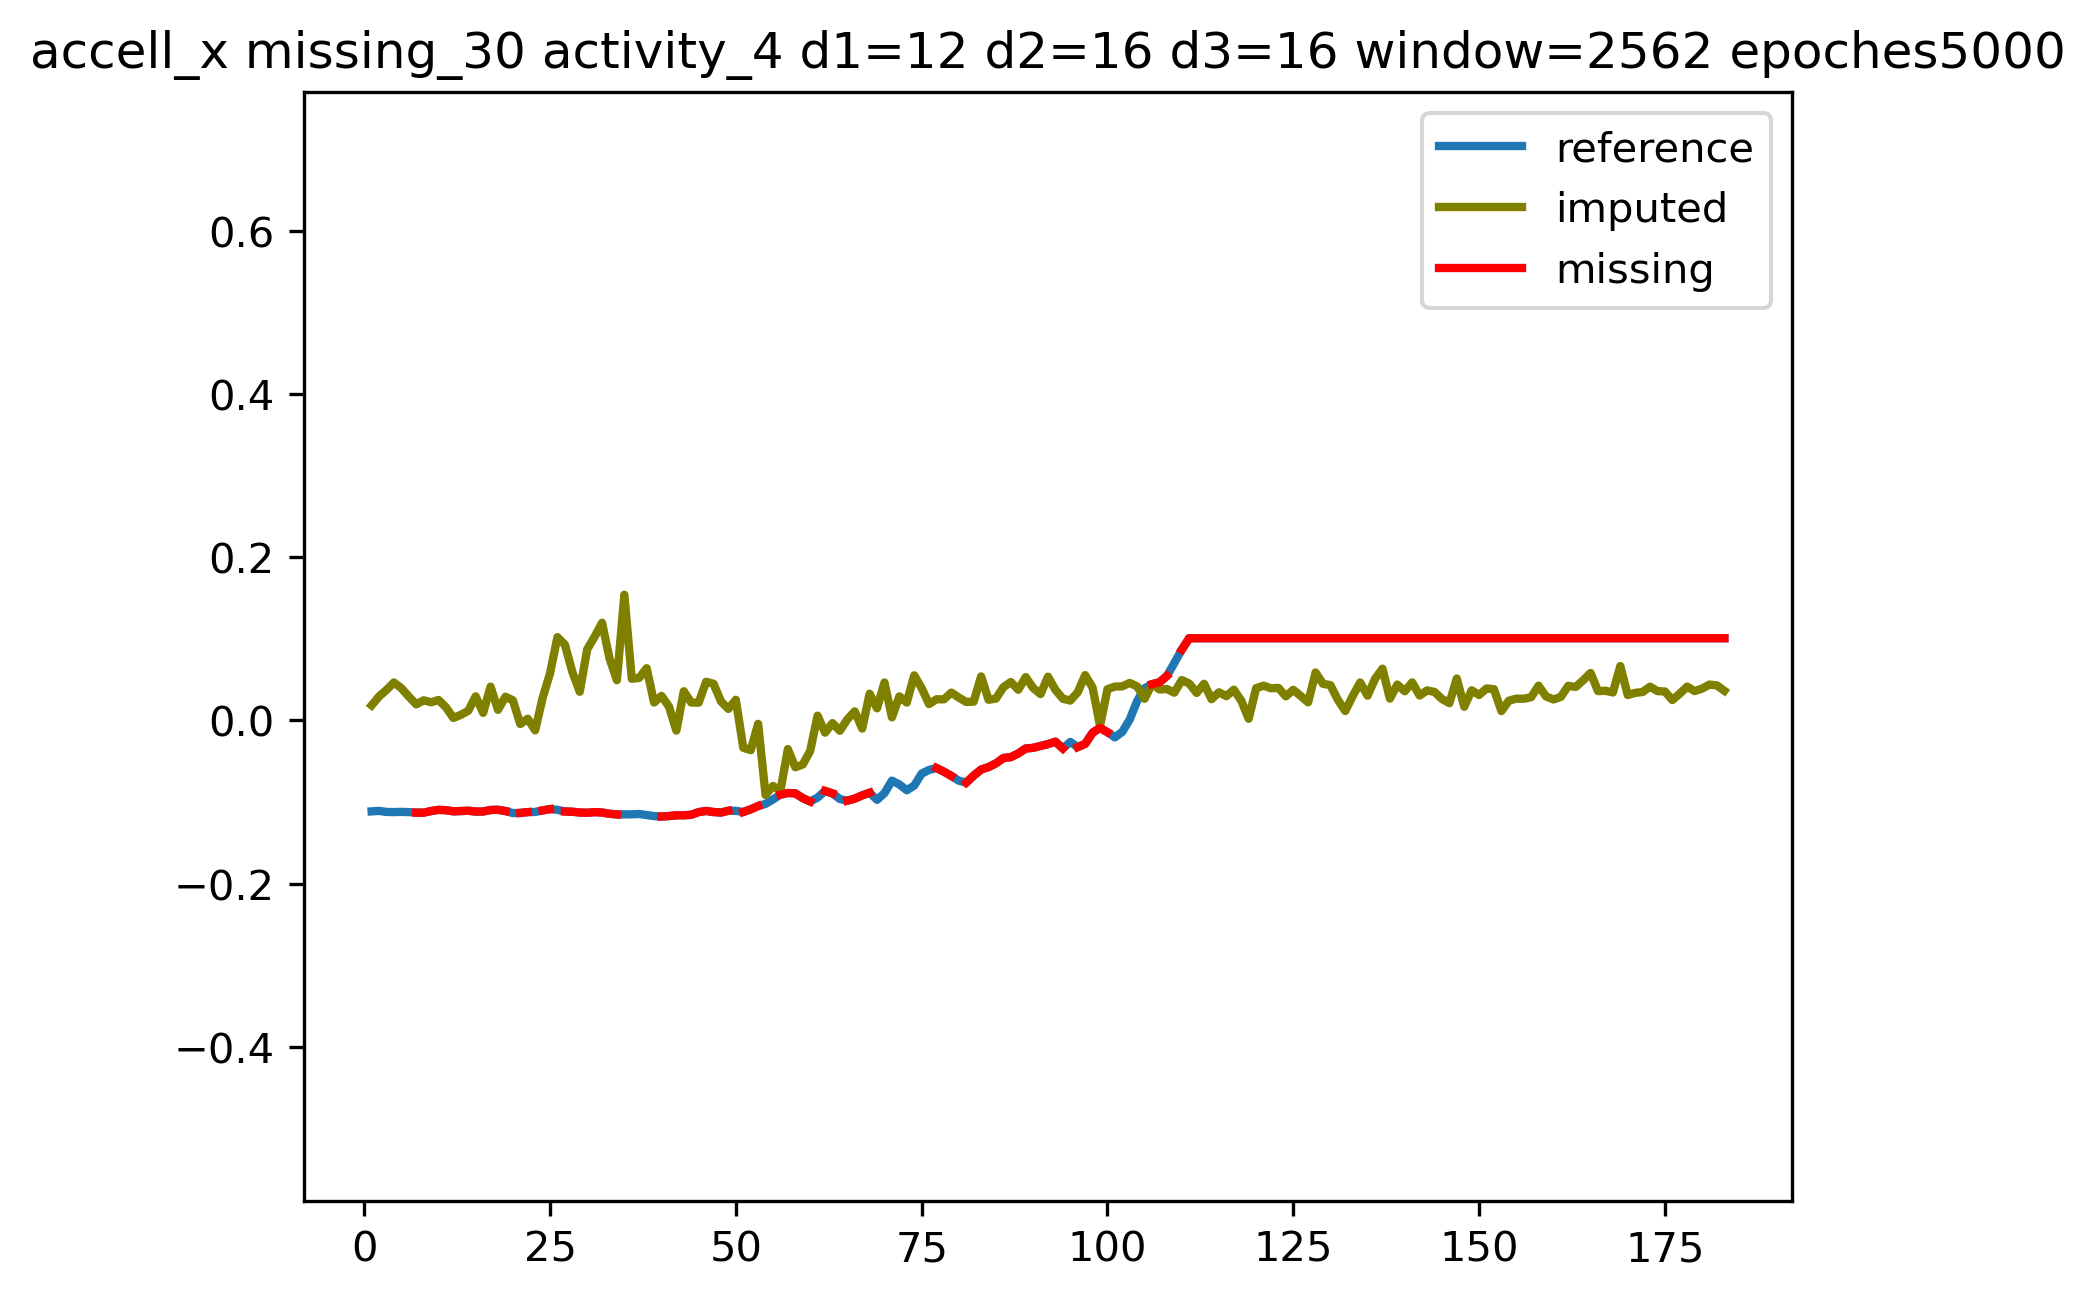 accell_x missing_30 activity_4 d1=12 d2=16 d3=16 window=2562 epoches5000
reference
imputed
missing
0.6
0.4
0.2
0.0
−0.2
−0.4
0 25 50 75 100 125 150 175